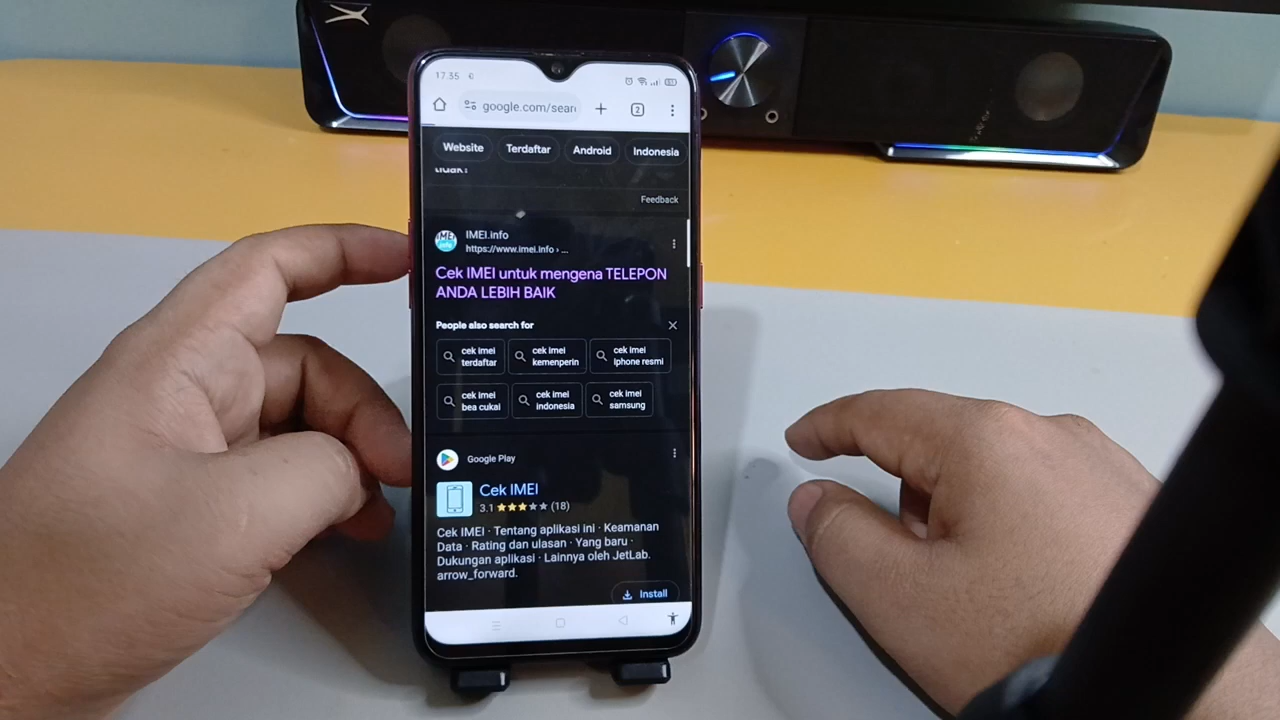 17.35
google.com/sear
2
Website
Terdaftar
Android
Indonesia
Feedback
IMEI.info
https://www.imei.info › ...
Cek IMEI untuk mengena TELEPON
ANDA LEBIH BAIK
People also search for
cek imei
terdaftar
cek imei
kemenperin
cek imei
iphone resmi
cek imei
bea cukai
cek imei
indonesia
cek imei
samsung
Google Play
Cek IMEI
3.1 ★★★★★ (18)
Cek IMEI · Tentang aplikasi ini · Keamanan
Data · Rating dan ulasan · Yang baru ·
Dukungan aplikasi · Lainnya oleh JetLab.
arrow_forward.
Install